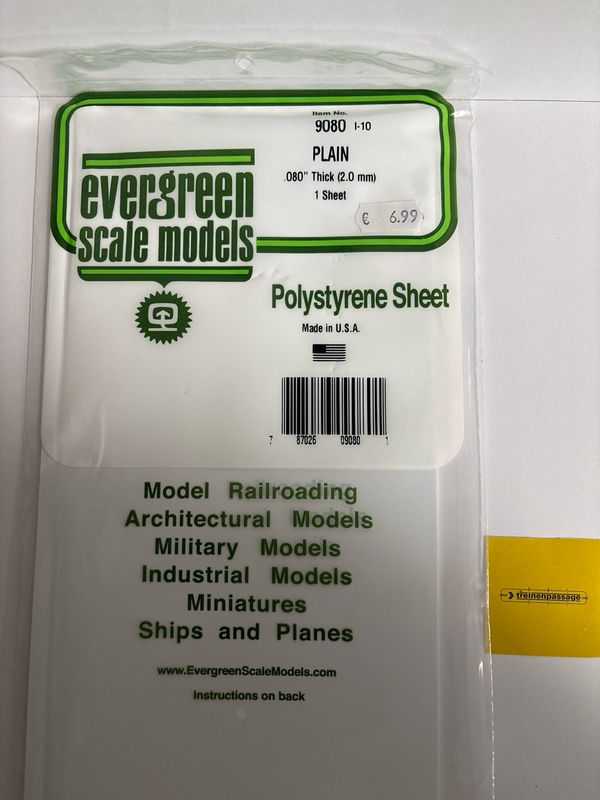 Item No.
9080 I-10
PLAIN
.080" Thick (2.0 mm)
1 Sheet
€ 6.99
evergreen
scale models
Polystyrene Sheet
Made in U.S.A.
7 87026 09080 1
Model Railroading
Architectural Models
Military Models
Industrial Models
Miniatures
Ships and Planes
www.EvergreenScaleModels.com
Instructions on back
treinenpassage